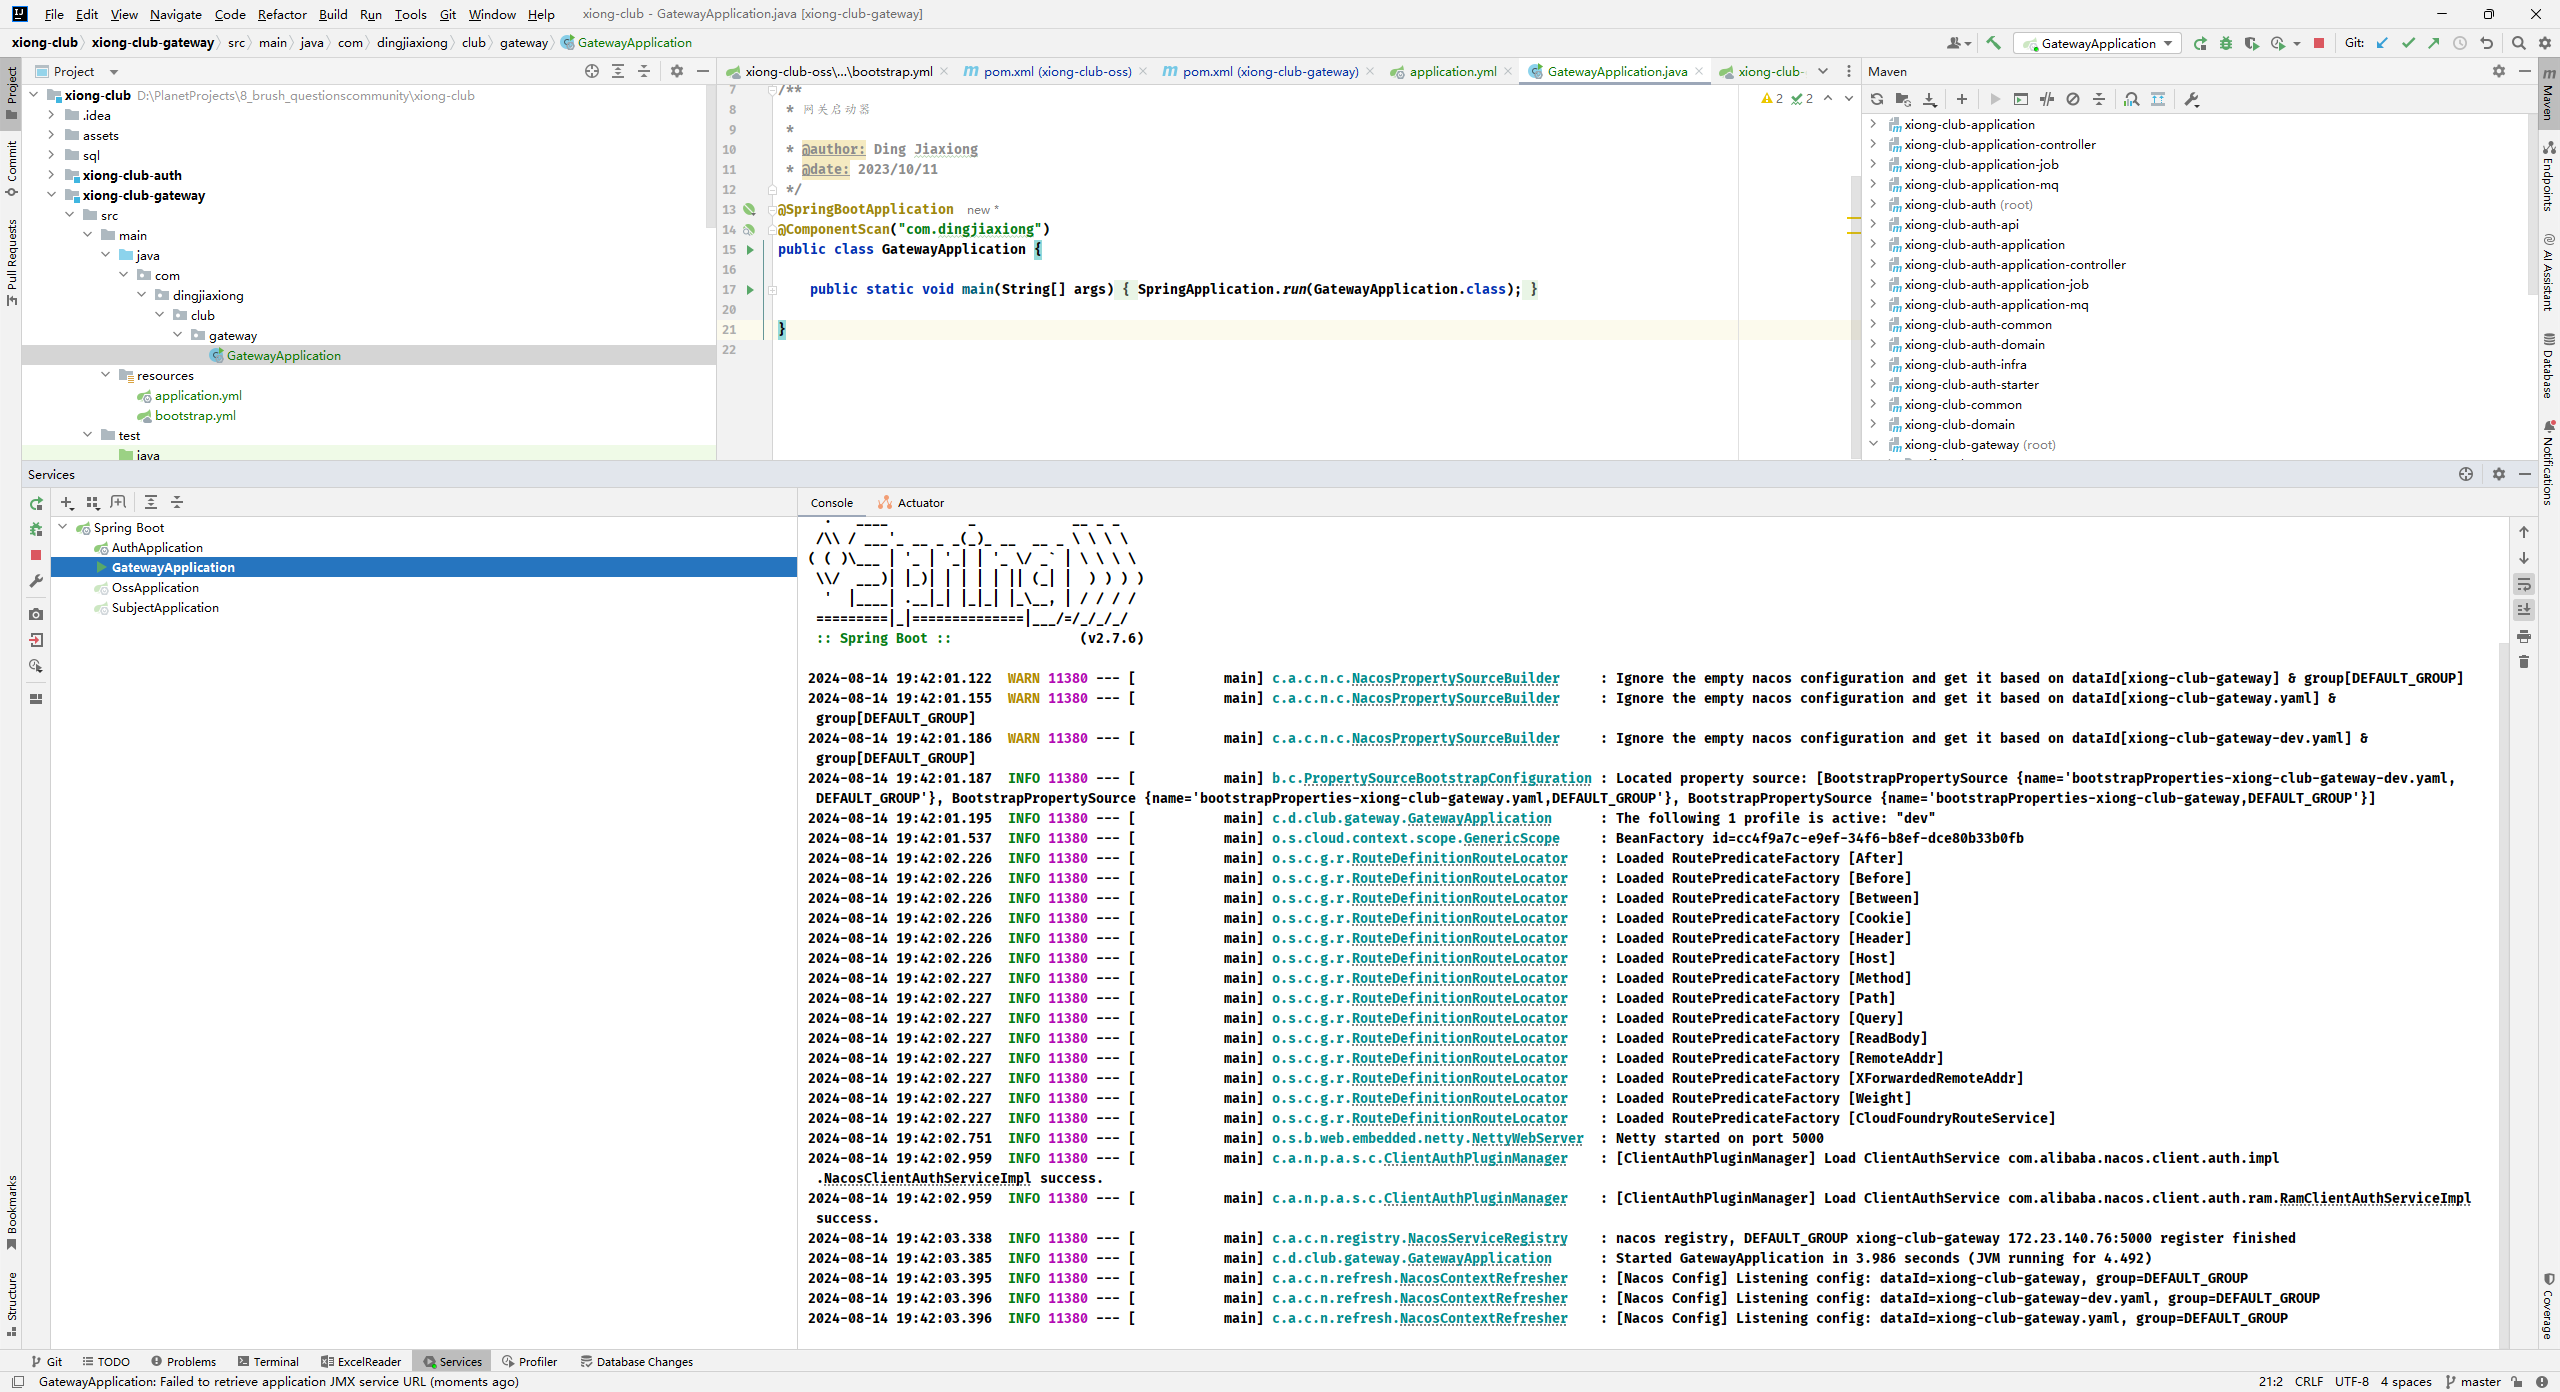 File Edit View Navigate Code Refactor Build Run Tools Git Window Help xiong-club - GatewayApplication.java [xiong-club-gateway]
xiong-club xiong-club-gateway src main java com dingjiaxiong club gateway GatewayApplication
GatewayApplication Git:
Project
xiong-club D:\PlanetProjects\8_brush_questionscommunity\xiong-club
.idea
assets
sql
xiong-club-auth
xiong-club-gateway
src
main
java
com
dingjiaxiong
club
gateway
GatewayApplication
resources
application.yml
bootstrap.yml
test
java
xiong-club-oss\...\bootstrap.yml pom.xml (xiong-club-oss) pom.xml (xiong-club-gateway) application.yml GatewayApplication.java xiong-club-
2 2
7 /**
8 * 网关启动器
9 *
10 * @author: Ding Jiaxiong
11 * @date: 2023/10/11
12 */
13 @SpringBootApplication new *
14 @ComponentScan("com.dingjiaxiong")
15 public class GatewayApplication {
16
17 public static void main(String[] args) { SpringApplication.run(GatewayApplication.class); }
20
21 }
22
Maven
xiong-club-application
xiong-club-application-controller
xiong-club-application-job
xiong-club-application-mq
xiong-club-auth (root)
xiong-club-auth-api
xiong-club-auth-application
xiong-club-auth-application-controller
xiong-club-auth-application-job
xiong-club-auth-application-mq
xiong-club-auth-common
xiong-club-auth-domain
xiong-club-auth-infra
xiong-club-auth-starter
xiong-club-common
xiong-club-domain
xiong-club-gateway (root)
Project
Commit
Pull Requests
Bookmarks
Structure
Maven
Endpoints
AI Assistant
Database
Notifications
Coverage
Services
Spring Boot
AuthApplication
GatewayApplication
OssApplication
SubjectApplication
Console Actuator
  .   ____          _            __ _ _
 /\\ / ___'_ __ _ _(_)_ __  __ _ \ \ \ \
( ( )\___ | '_ | '_| | '_ \/ _` | \ \ \ \
 \\/  ___)| |_)| | | | | || (_| |  ) ) ) )
  '  |____| .__|_| |_|_| |_\__, | / / / /
 =========|_|==============|___/=/_/_/_/
 :: Spring Boot ::                (v2.7.6)
2024-08-14 19:42:01.122 WARN 11380 --- [ main] c.a.c.n.c.NacosPropertySourceBuilder : Ignore the empty nacos configuration and get it based on dataId[xiong-club-gateway] & group[DEFAULT_GROUP]
2024-08-14 19:42:01.155 WARN 11380 --- [ main] c.a.c.n.c.NacosPropertySourceBuilder : Ignore the empty nacos configuration and get it based on dataId[xiong-club-gateway.yaml] &
group[DEFAULT_GROUP]
2024-08-14 19:42:01.186 WARN 11380 --- [ main] c.a.c.n.c.NacosPropertySourceBuilder : Ignore the empty nacos configuration and get it based on dataId[xiong-club-gateway-dev.yaml] &
group[DEFAULT_GROUP]
2024-08-14 19:42:01.187 INFO 11380 --- [ main] b.c.PropertySourceBootstrapConfiguration : Located property source: [BootstrapPropertySource {name='bootstrapProperties-xiong-club-gateway-dev.yaml,
DEFAULT_GROUP'}, BootstrapPropertySource {name='bootstrapProperties-xiong-club-gateway.yaml,DEFAULT_GROUP'}, BootstrapPropertySource {name='bootstrapProperties-xiong-club-gateway,DEFAULT_GROUP'}]
2024-08-14 19:42:01.195 INFO 11380 --- [ main] c.d.club.gateway.GatewayApplication : The following 1 profile is active: "dev"
2024-08-14 19:42:01.537 INFO 11380 --- [ main] o.s.cloud.context.scope.GenericScope : BeanFactory id=cc4f9a7c-e9ef-34f6-b8ef-dce80b33b0fb
2024-08-14 19:42:02.226 INFO 11380 --- [ main] o.s.c.g.r.RouteDefinitionRouteLocator : Loaded RoutePredicateFactory [After]
2024-08-14 19:42:02.226 INFO 11380 --- [ main] o.s.c.g.r.RouteDefinitionRouteLocator : Loaded RoutePredicateFactory [Before]
2024-08-14 19:42:02.226 INFO 11380 --- [ main] o.s.c.g.r.RouteDefinitionRouteLocator : Loaded RoutePredicateFactory [Between]
2024-08-14 19:42:02.226 INFO 11380 --- [ main] o.s.c.g.r.RouteDefinitionRouteLocator : Loaded RoutePredicateFactory [Cookie]
2024-08-14 19:42:02.226 INFO 11380 --- [ main] o.s.c.g.r.RouteDefinitionRouteLocator : Loaded RoutePredicateFactory [Header]
2024-08-14 19:42:02.226 INFO 11380 --- [ main] o.s.c.g.r.RouteDefinitionRouteLocator : Loaded RoutePredicateFactory [Host]
2024-08-14 19:42:02.227 INFO 11380 --- [ main] o.s.c.g.r.RouteDefinitionRouteLocator : Loaded RoutePredicateFactory [Method]
2024-08-14 19:42:02.227 INFO 11380 --- [ main] o.s.c.g.r.RouteDefinitionRouteLocator : Loaded RoutePredicateFactory [Path]
2024-08-14 19:42:02.227 INFO 11380 --- [ main] o.s.c.g.r.RouteDefinitionRouteLocator : Loaded RoutePredicateFactory [Query]
2024-08-14 19:42:02.227 INFO 11380 --- [ main] o.s.c.g.r.RouteDefinitionRouteLocator : Loaded RoutePredicateFactory [ReadBody]
2024-08-14 19:42:02.227 INFO 11380 --- [ main] o.s.c.g.r.RouteDefinitionRouteLocator : Loaded RoutePredicateFactory [RemoteAddr]
2024-08-14 19:42:02.227 INFO 11380 --- [ main] o.s.c.g.r.RouteDefinitionRouteLocator : Loaded RoutePredicateFactory [XForwardedRemoteAddr]
2024-08-14 19:42:02.227 INFO 11380 --- [ main] o.s.c.g.r.RouteDefinitionRouteLocator : Loaded RoutePredicateFactory [Weight]
2024-08-14 19:42:02.227 INFO 11380 --- [ main] o.s.c.g.r.RouteDefinitionRouteLocator : Loaded RoutePredicateFactory [CloudFoundryRouteService]
2024-08-14 19:42:02.751 INFO 11380 --- [ main] o.s.b.web.embedded.netty.NettyWebServer : Netty started on port 5000
2024-08-14 19:42:02.959 INFO 11380 --- [ main] c.a.n.p.a.s.c.ClientAuthPluginManager : [ClientAuthPluginManager] Load ClientAuthService com.alibaba.nacos.client.auth.impl
.NacosClientAuthServiceImpl success.
2024-08-14 19:42:02.959 INFO 11380 --- [ main] c.a.n.p.a.s.c.ClientAuthPluginManager : [ClientAuthPluginManager] Load ClientAuthService com.alibaba.nacos.client.auth.ram.RamClientAuthServiceImpl
success.
2024-08-14 19:42:03.338 INFO 11380 --- [ main] c.a.c.n.registry.NacosServiceRegistry : nacos registry, DEFAULT_GROUP xiong-club-gateway 172.23.140.76:5000 register finished
2024-08-14 19:42:03.385 INFO 11380 --- [ main] c.d.club.gateway.GatewayApplication : Started GatewayApplication in 3.986 seconds (JVM running for 4.492)
2024-08-14 19:42:03.395 INFO 11380 --- [ main] c.a.c.n.refresh.NacosContextRefresher : [Nacos Config] Listening config: dataId=xiong-club-gateway, group=DEFAULT_GROUP
2024-08-14 19:42:03.396 INFO 11380 --- [ main] c.a.c.n.refresh.NacosContextRefresher : [Nacos Config] Listening config: dataId=xiong-club-gateway-dev.yaml, group=DEFAULT_GROUP
2024-08-14 19:42:03.396 INFO 11380 --- [ main] c.a.c.n.refresh.NacosContextRefresher : [Nacos Config] Listening config: dataId=xiong-club-gateway.yaml, group=DEFAULT_GROUP
Git TODO Problems Terminal ExcelReader Services Profiler Database Changes
GatewayApplication: Failed to retrieve application JMX service URL (moments ago) 21:2 CRLF UTF-8 4 spaces master